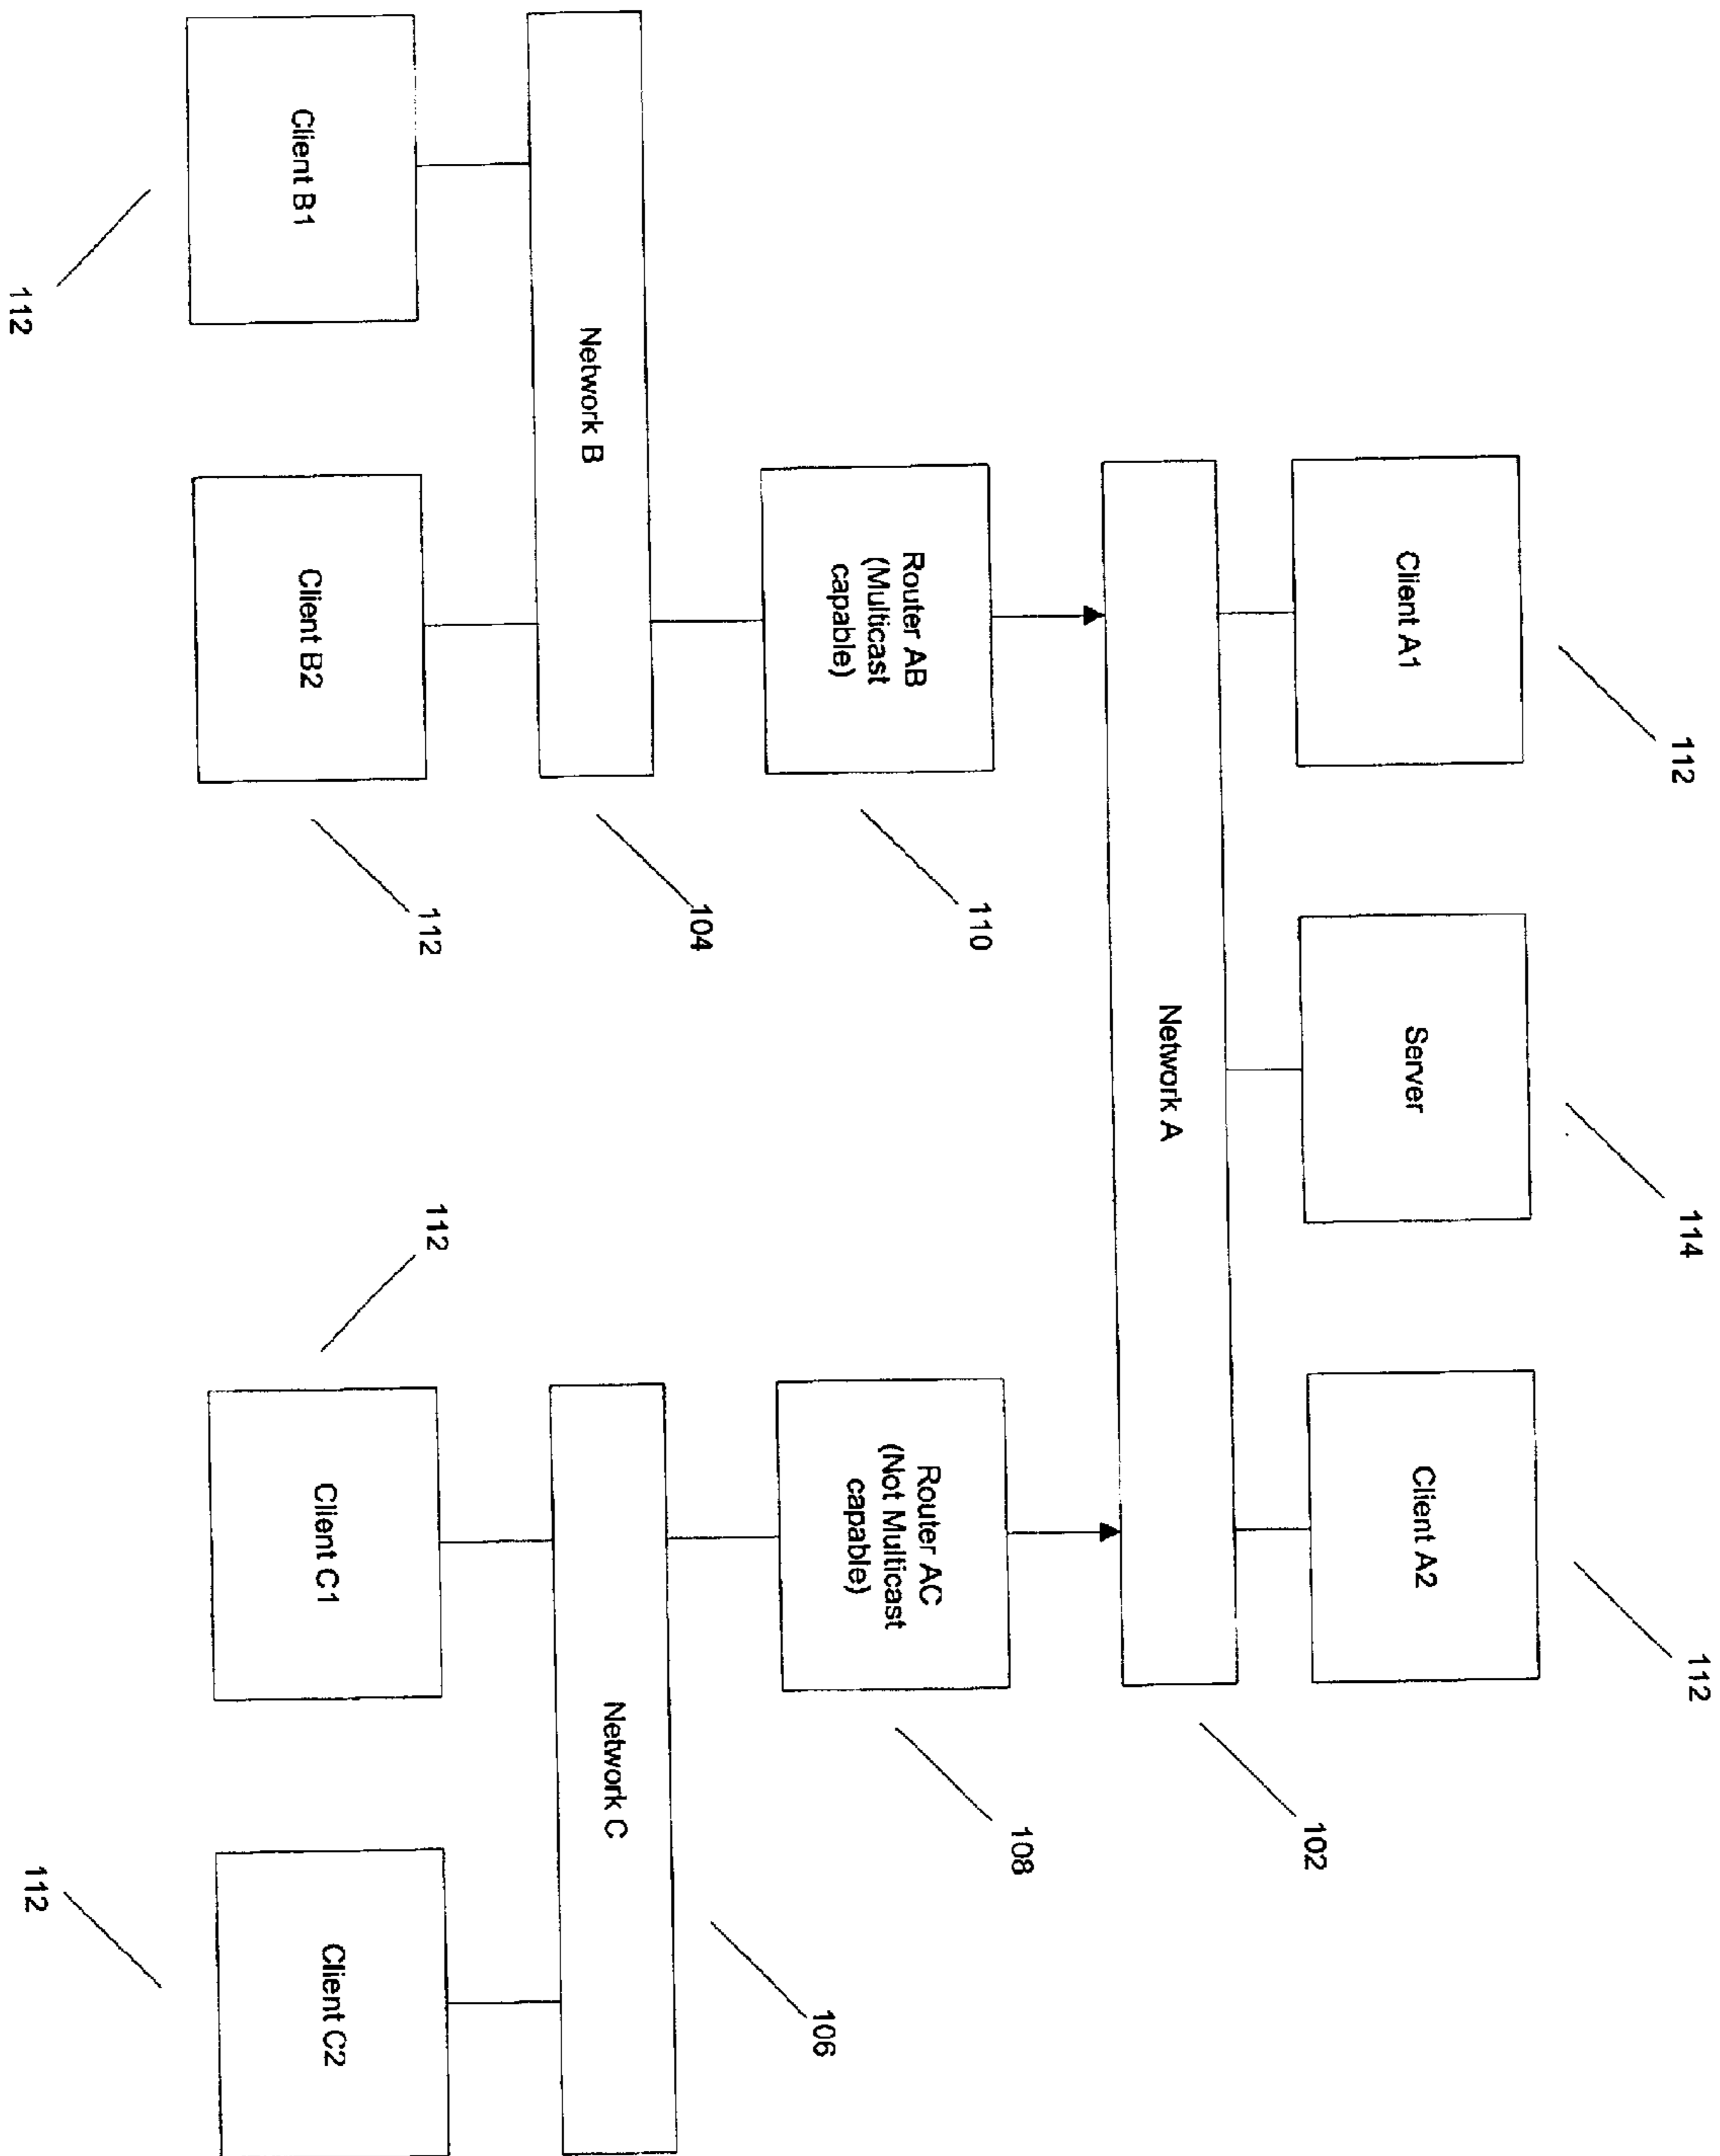 112
114
112
Client A1
Server
Client A2
Network A
102
Router AB
(Multicast
capable)
Router AC
(Not Multicast
capable)
110
108
Network B
Network C
104
106
Client B1
Client B2
Client C1
Client C2
112
112
112
112